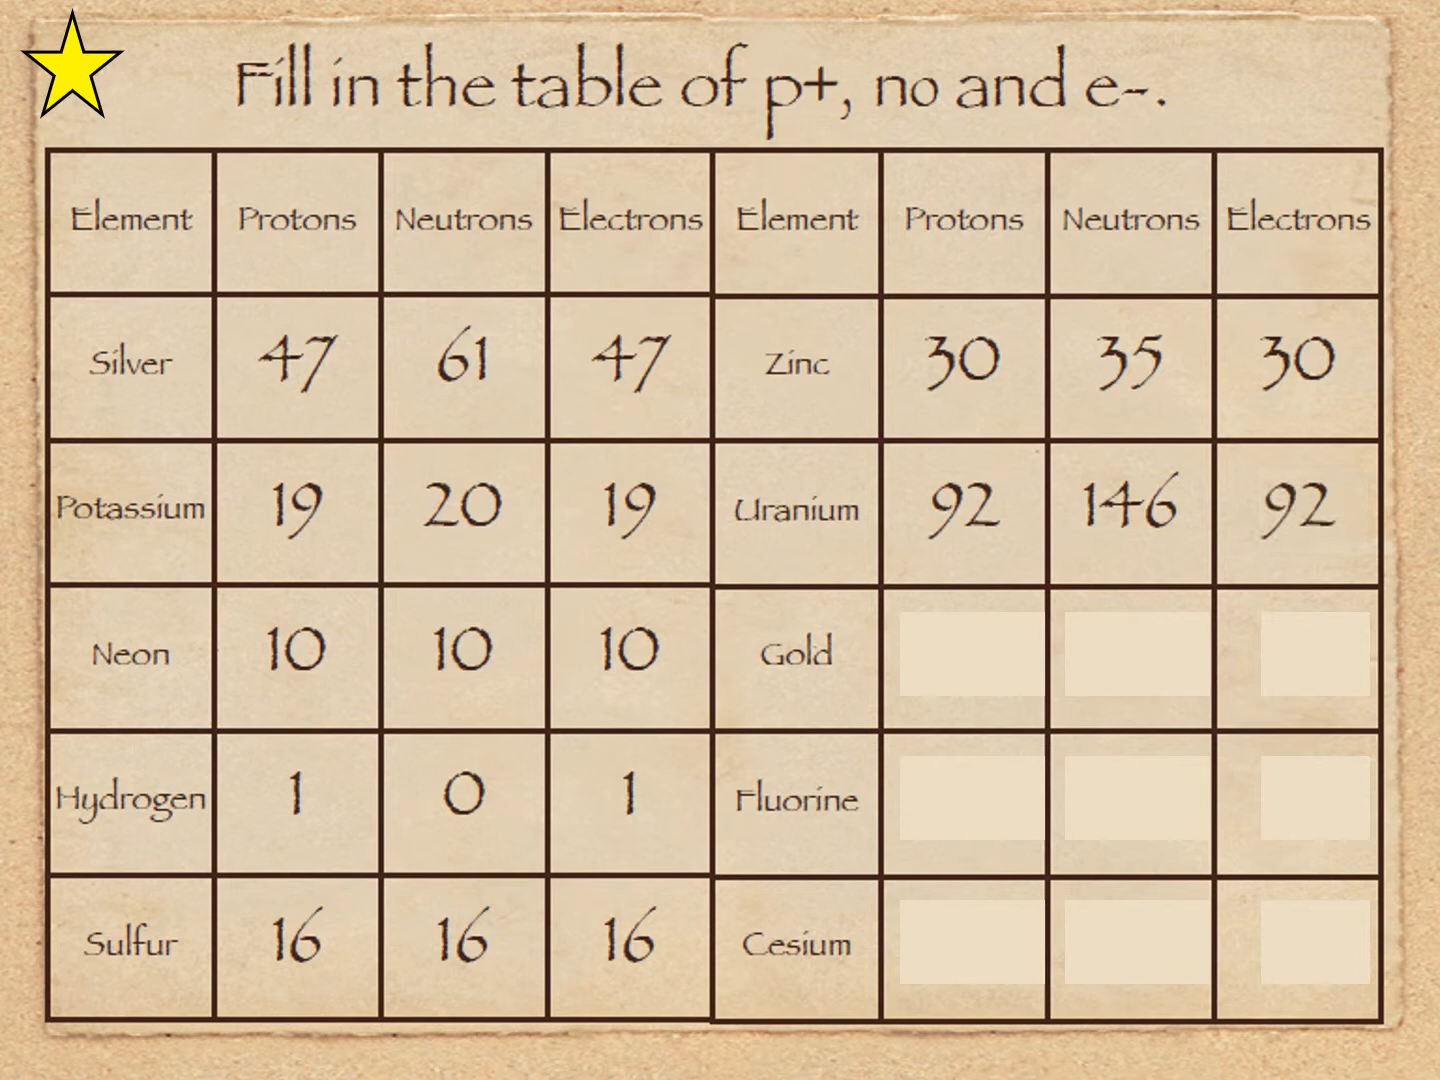 Fill in the table of p+, no and e-.
Element Protons Neutrons Electrons Element Protons Neutrons Electrons
Silver 47 61 47 Zinc 30 35 30
Potassium 19 20 19 Uranium 92 146 92
Neon 10 10 10 Gold
Hydrogen 1 0 1 Fluorine
Sulfur 16 16 16 Cesium